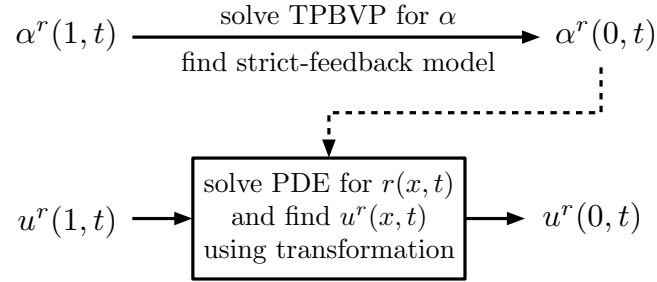 solve TPBVP for α
α^r(1, t) α^r(0, t)
find strict-feedback model
solve PDE for r(x, t)
u^r(1, t) and find u^r(x, t) u^r(0, t)
using transformation